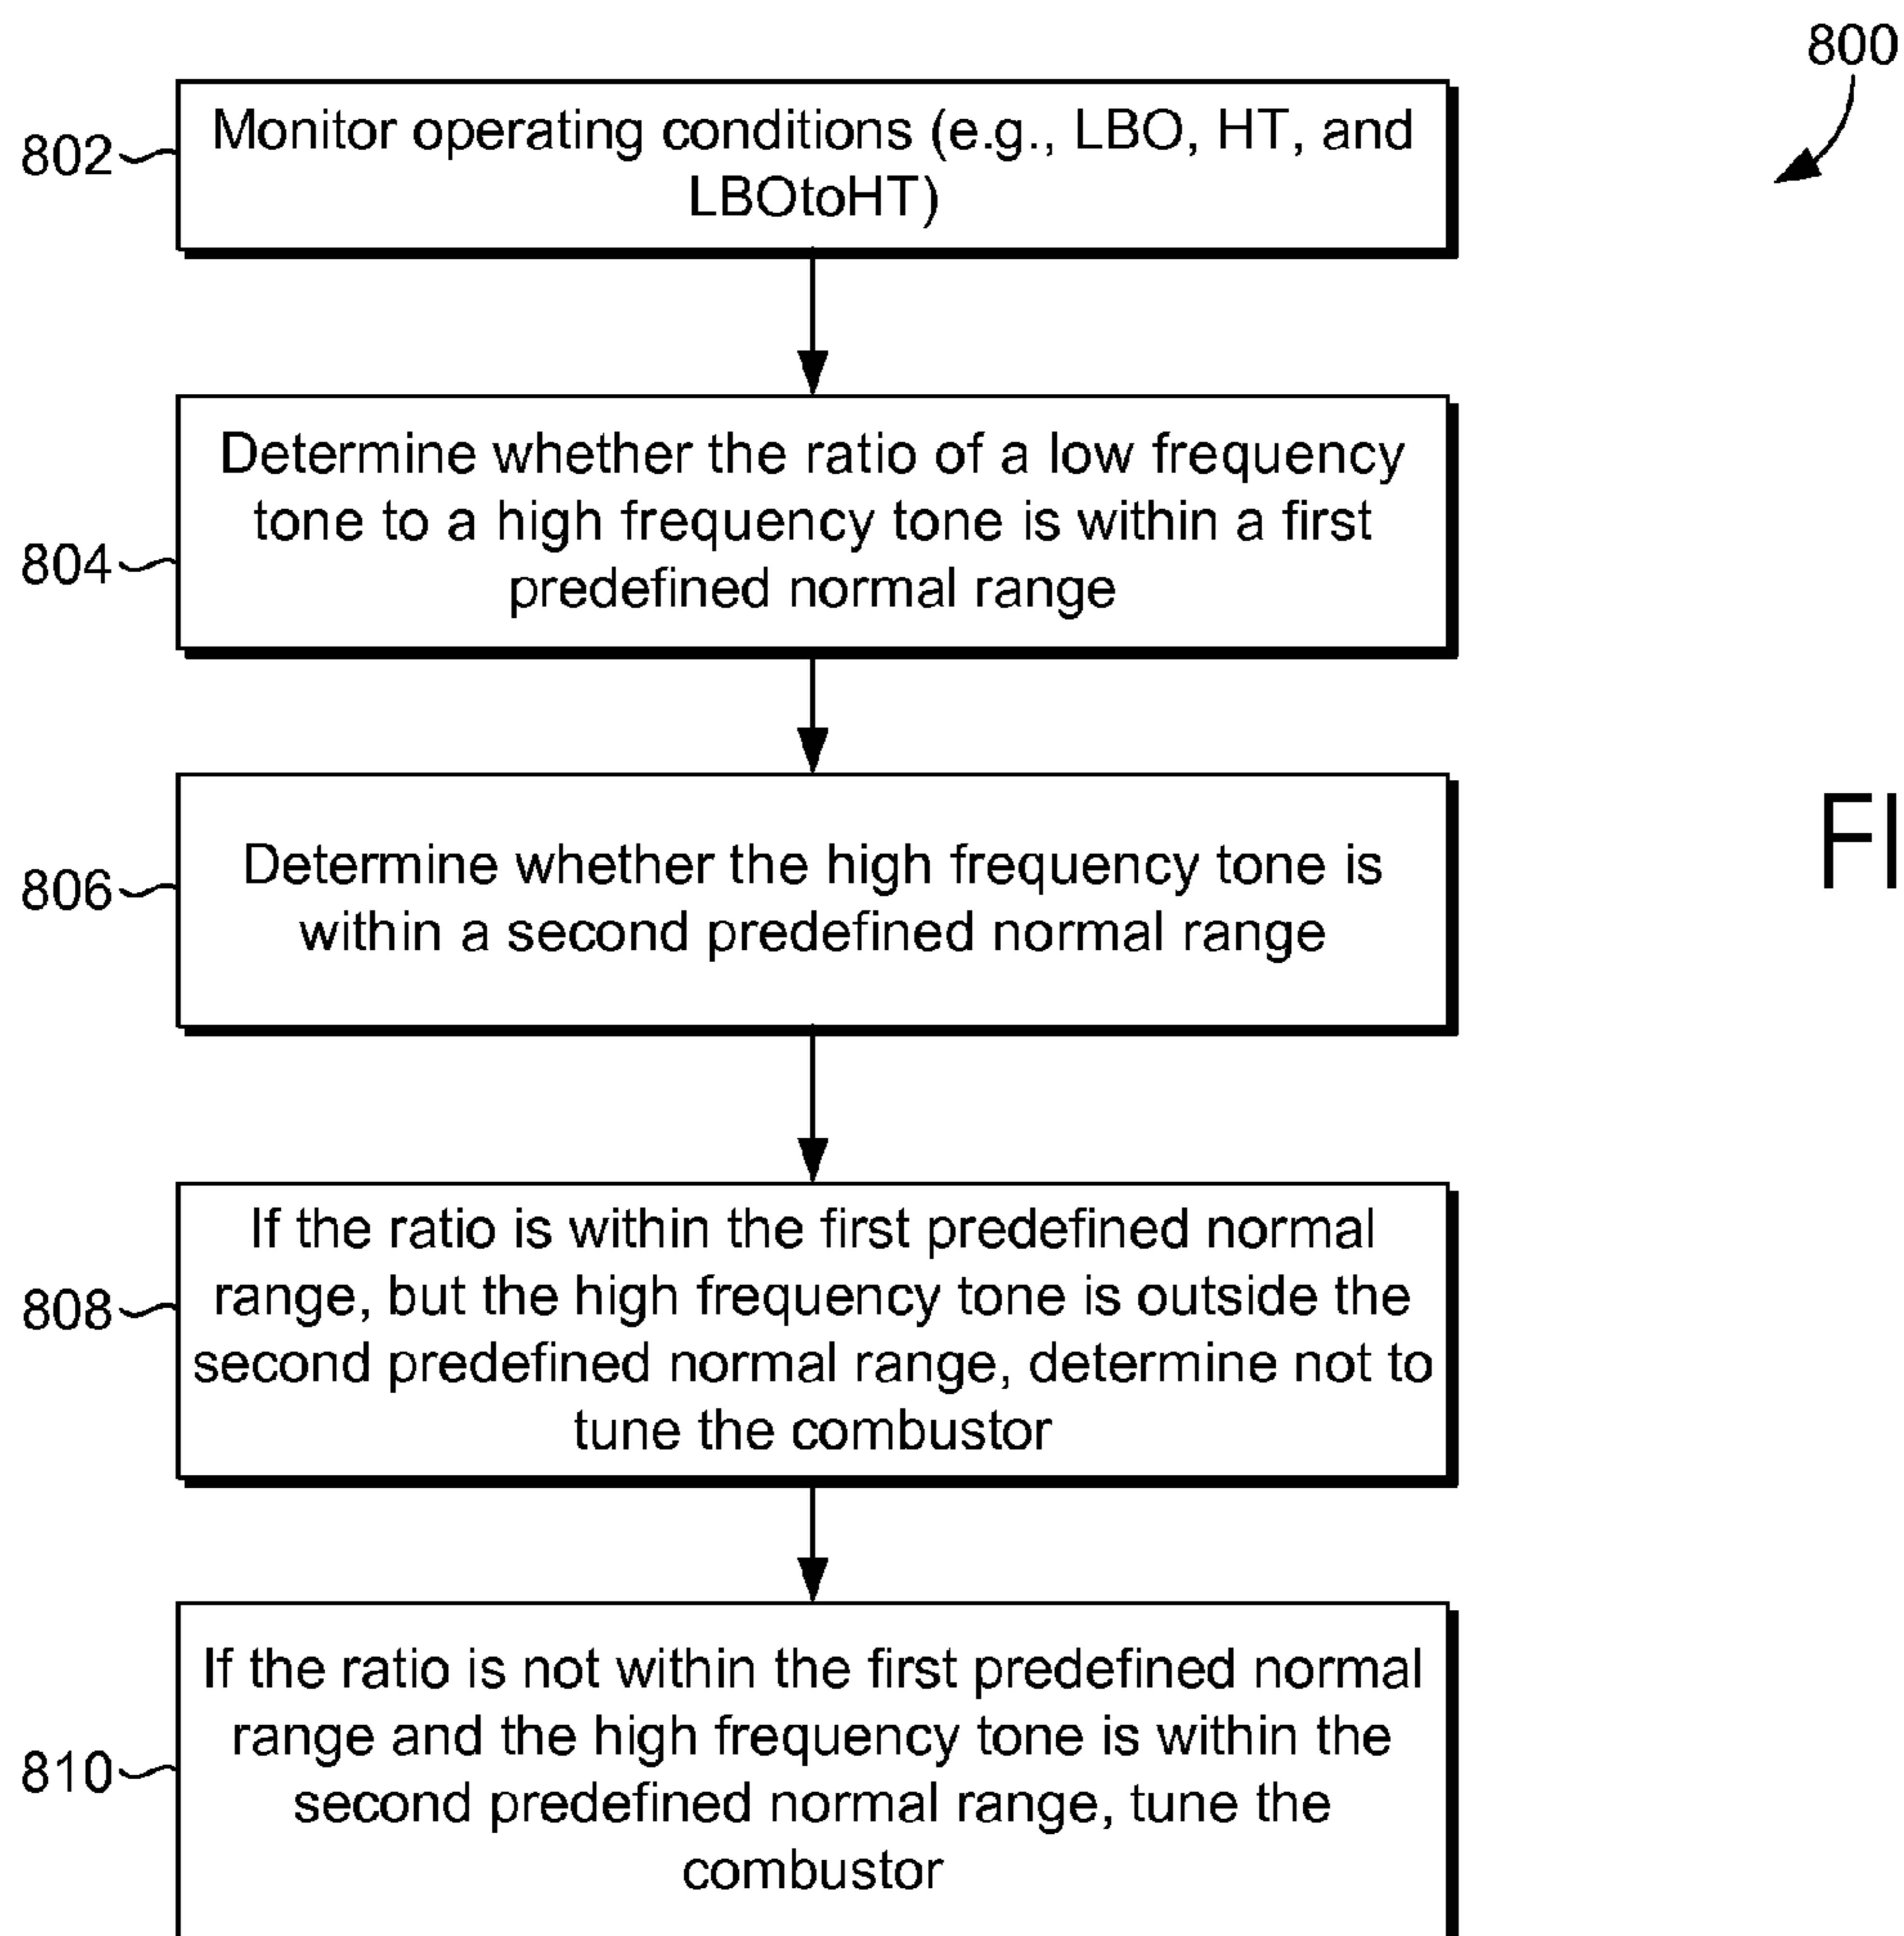 800
802
Monitor operating conditions (e.g., LBO, HT, and
LBOtoHT)
804
Determine whether the ratio of a low frequency
tone to a high frequency tone is within a first
predefined normal range
806
Determine whether the high frequency tone is
within a second predefined normal range
FI
808
If the ratio is within the first predefined normal
range, but the high frequency tone is outside the
second predefined normal range, determine not to
tune the combustor
810
If the ratio is not within the first predefined normal
range and the high frequency tone is within the
second predefined normal range, tune the
combustor